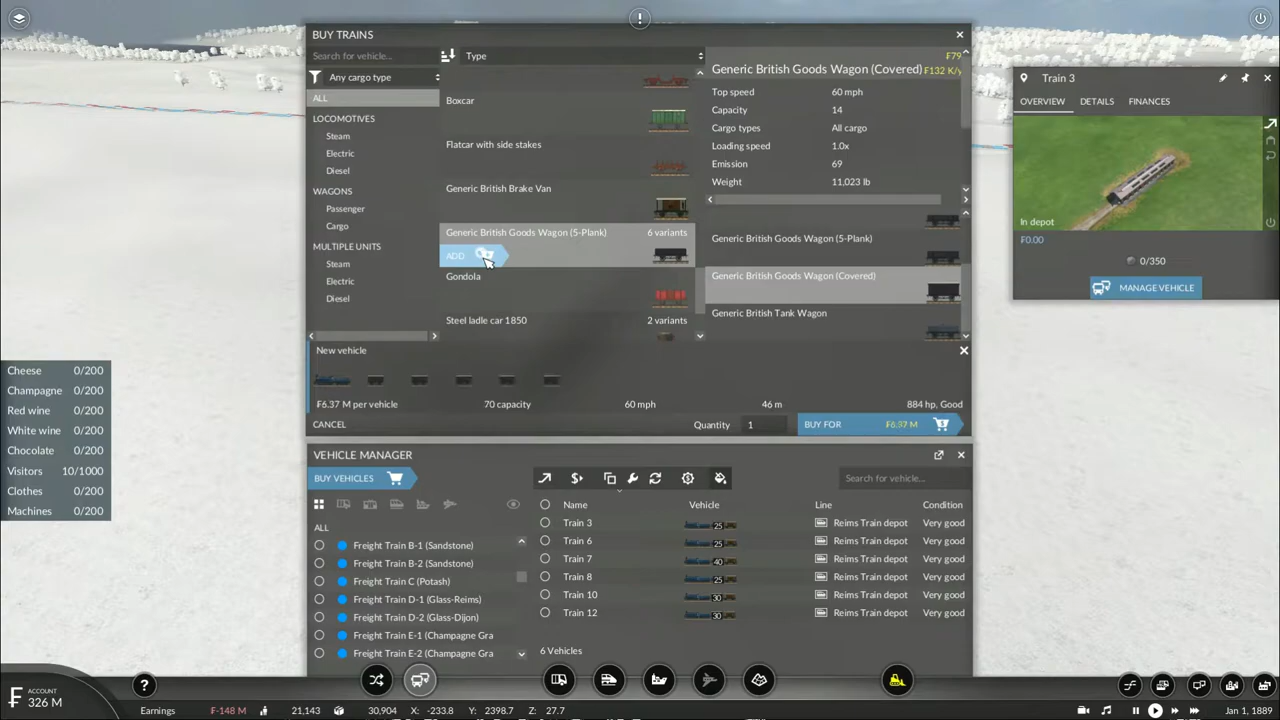 BUY TRAINS
Search for vehicle...
Type
Any cargo type
ALL
LOCOMOTIVES
Steam
Electric
Diesel
WAGONS
Passenger
Cargo
MULTIPLE UNITS
Steam
Electric
Diesel
Boxcar
Flatcar with side stakes
Generic British Brake Van
Generic British Goods Wagon (5-Plank) 6 variants
ADD
Gondola
Steel ladle car 1850 2 variants
₣79
Generic British Goods Wagon (Covered) ₣132 K/y
Top speed 60 mph
Capacity 14
Cargo types All cargo
Loading speed 1.0x
Emission 69
Weight 11,023 lb
Generic British Goods Wagon (5-Plank)
Generic British Goods Wagon (Covered)
Generic British Tank Wagon
New vehicle
₣6.37 M per vehicle 70 capacity 60 mph 46 m 884 hp, Good
CANCEL Quantity 1 BUY FOR ₣6.37 M
Train 3
OVERVIEW DETAILS FINANCES
In depot
₣0.00
0/350
MANAGE VEHICLE
Cheese 0/200
Champagne 0/200
Red wine 0/200
White wine 0/200
Chocolate 0/200
Visitors 10/1000
Clothes 0/200
Machines 0/200
VEHICLE MANAGER
BUY VEHICLES
Search for vehicle...
ALL
Freight Train B-1 (Sandstone)
Freight Train B-2 (Sandstone)
Freight Train C (Potash)
Freight Train D-1 (Glass-Reims)
Freight Train D-2 (Glass-Dijon)
Freight Train E-1 (Champagne Gra
Freight Train E-2 (Champagne Gra
Name Vehicle Line Condition
Train 3 25 Reims Train depot Very good
Train 6 25 Reims Train depot Very good
Train 7 40 Reims Train depot Very good
Train 8 25 Reims Train depot Very good
Train 10 30 Reims Train depot Very good
Train 12 30 Reims Train depot Very good
6 Vehicles
₣ ACCOUNT
326 M
?
Earnings ₣-148 M 21,143 30,904 X: -233.8 Y: 2398.7 Z: 27.7
Jan 1, 1889